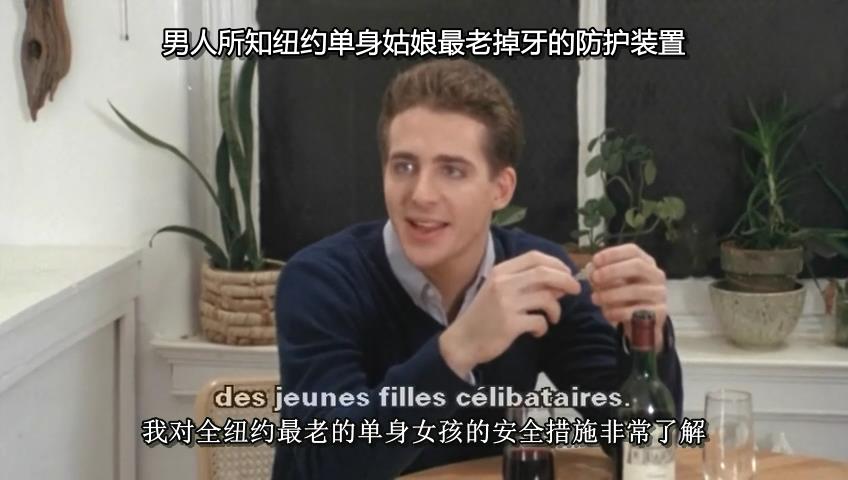 男人所知纽约单身姑娘最老掉牙的防护装置
des jeunes filles célibataires.
我对全纽约最老的单身女孩的安全措施非常了解